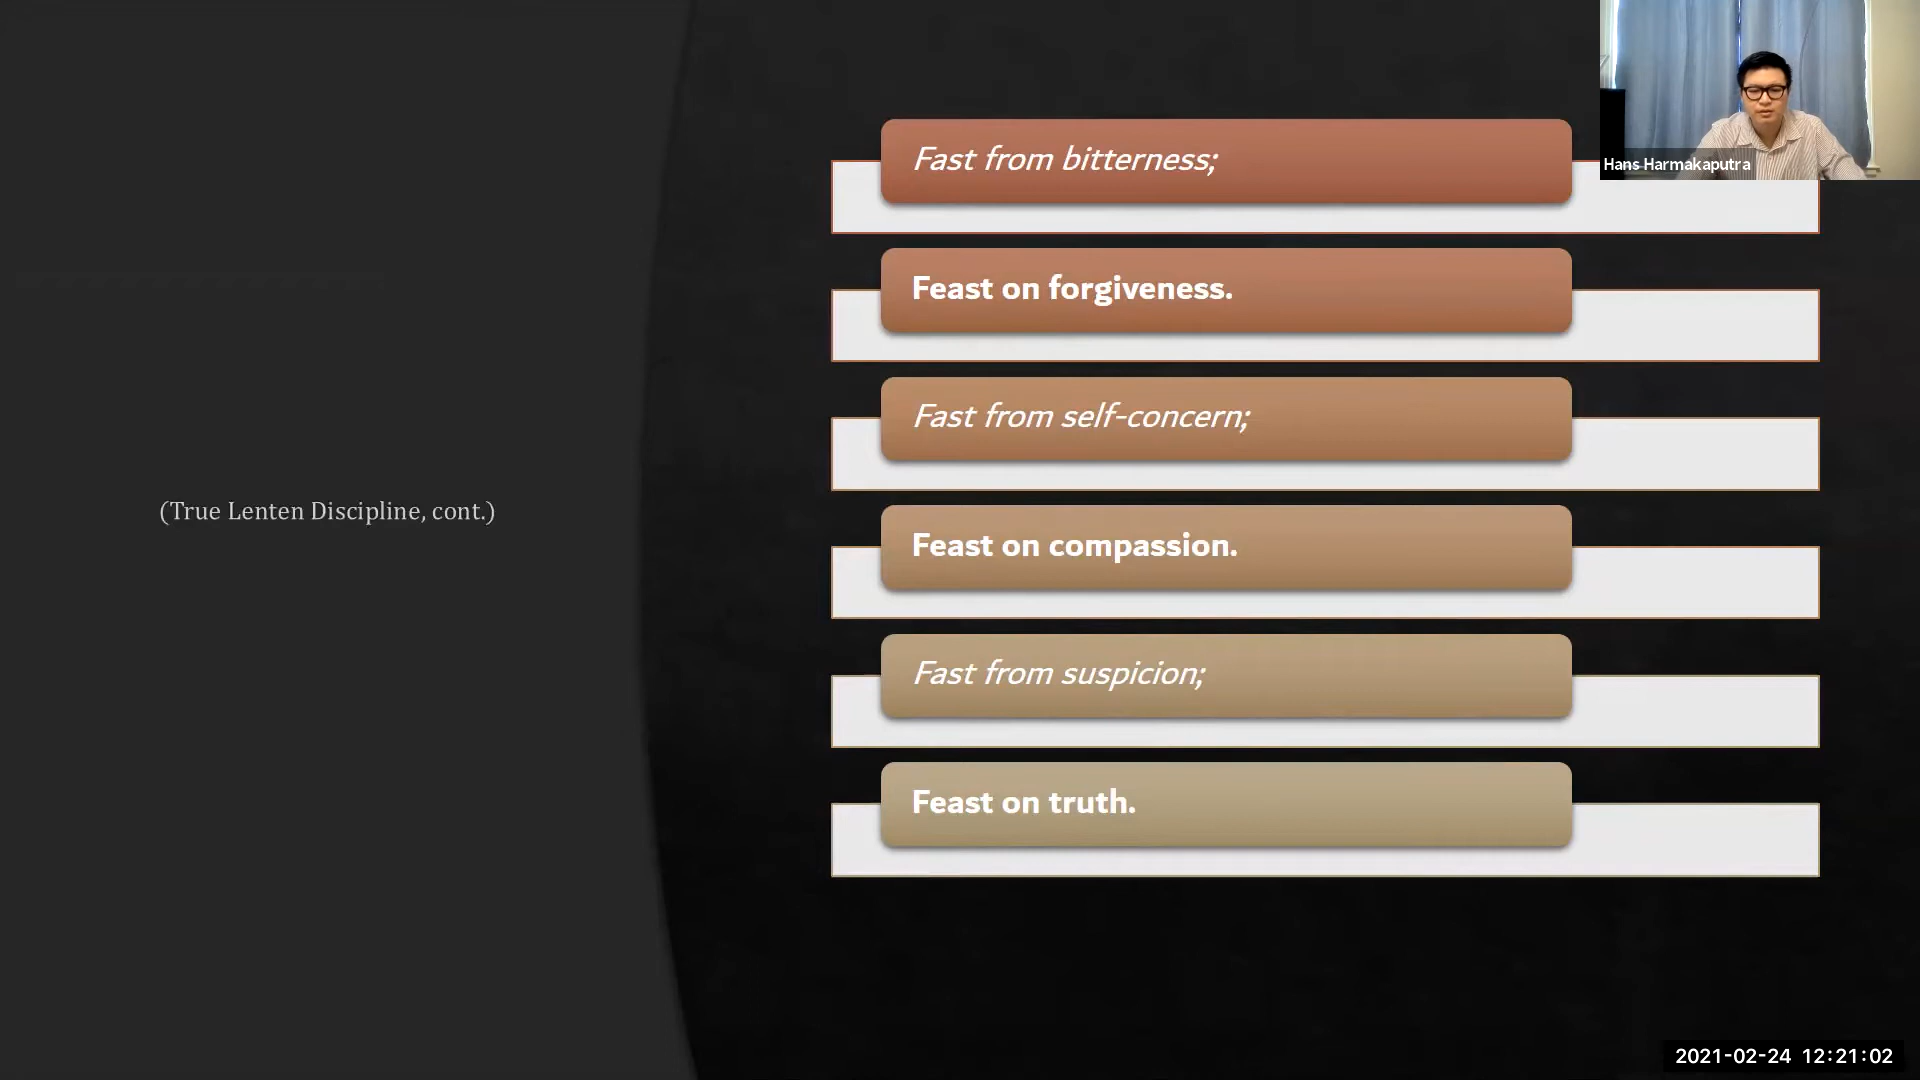 Fast from bitterness;
Hans Harmakaputra
Feast on forgiveness.
Fast from self-concern;
(True Lenten Discipline, cont.)
Feast on compassion.
Fast from suspicion;
Feast on truth.
2021-02-24 12:21:02